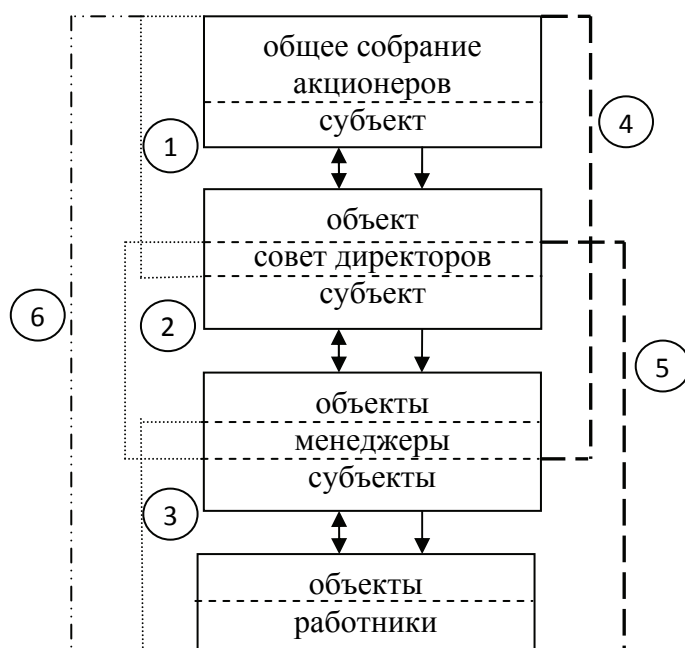 общее собрание
акционеров
субъект
1
4
объект
совет директоров
субъект
6
2
5
объекты
менеджеры
субъекты
3
объекты
работники